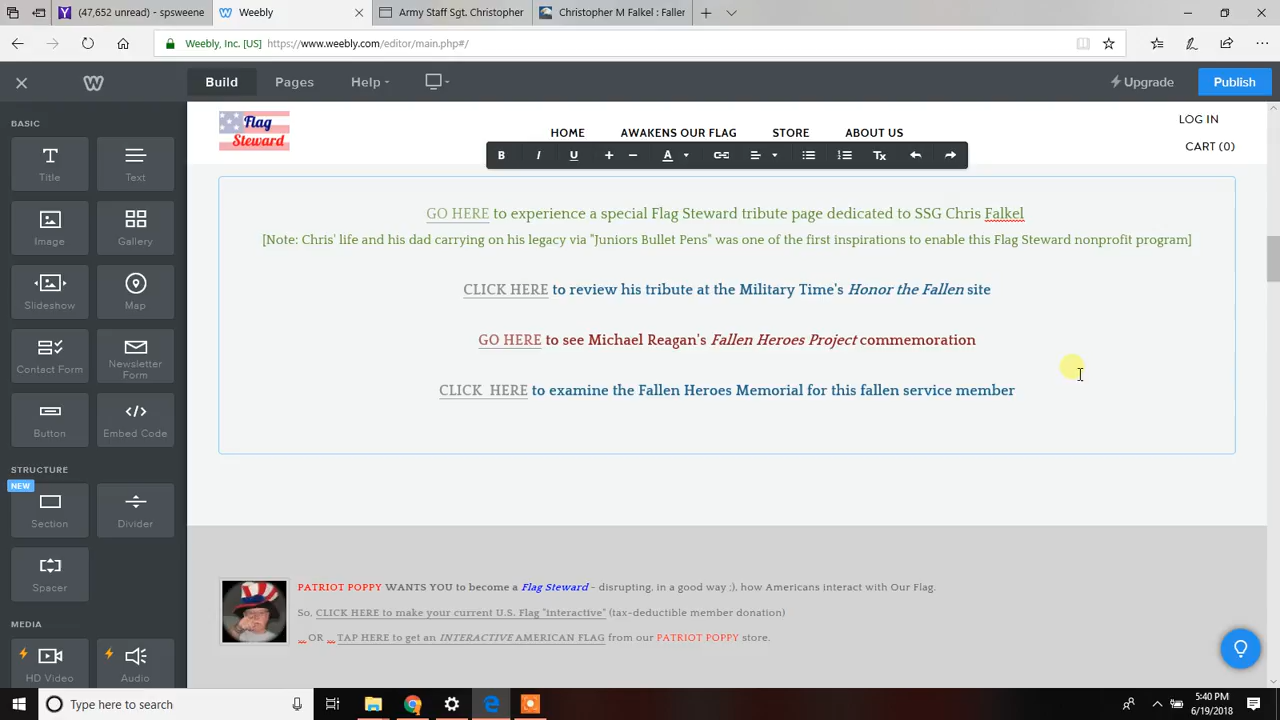 (47,652 unread) - spswene
Weebly
Army Staff Sgt. Christopher
Christopher M Falkel : Fallen
Weebly, Inc. [US] https://www.weebly.com/editor/main.php#/
Build Pages Help Upgrade Publish
BASIC
Title Text
Image Gallery
Slideshow Map
Contact Form Newsletter Form
Button Embed Code
STRUCTURE
NEW
Section Divider
Spacer
MEDIA
HD Video Audio
Flag Steward
HOME AWAKENS OUR FLAG STORE ABOUT US
LOG IN
CART (0)
B I U + − A Tx
GO HERE to experience a special Flag Steward tribute page dedicated to SSG Chris Falkel
[Note: Chris' life and his dad carrying on his legacy via "Juniors Bullet Pens" was one of the first inspirations to enable this Flag Steward nonprofit program]
CLICK HERE to review his tribute at the Military Time's Honor the Fallen site
GO HERE to see Michael Reagan's Fallen Heroes Project commemoration
CLICK HERE to examine the Fallen Heroes Memorial for this fallen service member
PATRIOT POPPY WANTS YOU to become a Flag Steward - disrupting, in a good way ;), how Americans interact with Our Flag.
So, CLICK HERE to make your current U.S. Flag "interactive" (tax-deductible member donation)
... OR ... TAP HERE to get an INTERACTIVE AMERICAN FLAG from our PATRIOT POPPY store.
Type here to search
5:40 PM
6/19/2018